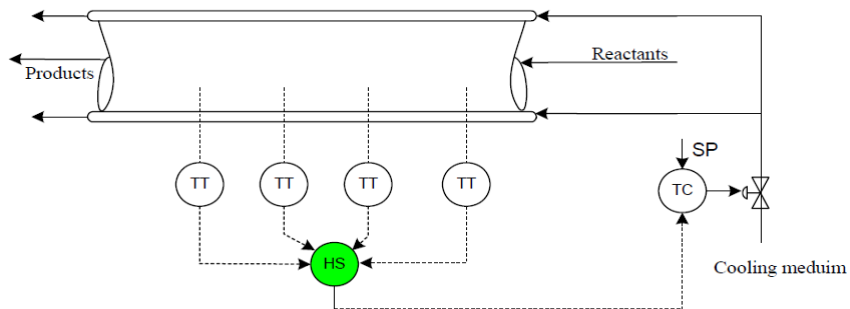 Products
Reactants
SP
TT
TT
TT
TT
TC
HS
Cooling meduim